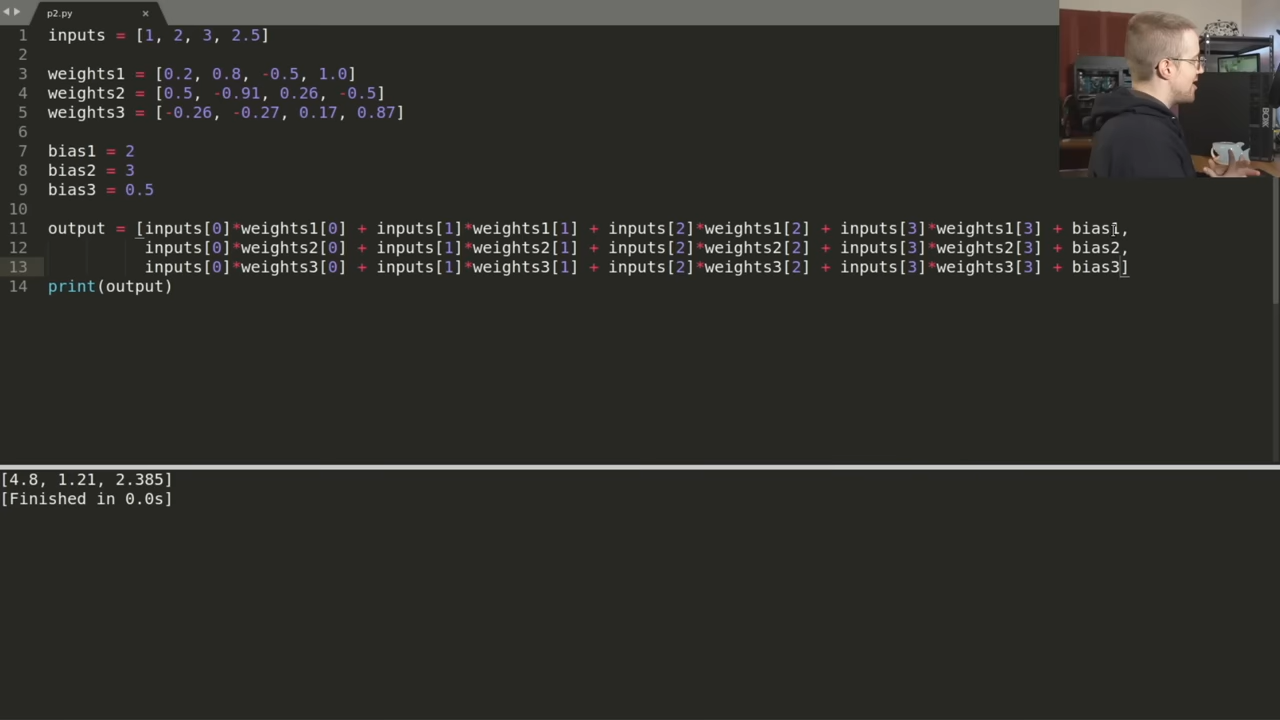 p2.py ×
1 inputs = [1, 2, 3, 2.5]
2
3 weights1 = [0.2, 0.8, -0.5, 1.0]
4 weights2 = [0.5, -0.91, 0.26, -0.5]
5 weights3 = [-0.26, -0.27, 0.17, 0.87]
6
7 bias1 = 2
8 bias2 = 3
9 bias3 = 0.5
10
11 output = [inputs[0]*weights1[0] + inputs[1]*weights1[1] + inputs[2]*weights1[2] + inputs[3]*weights1[3] + bias1,
12 inputs[0]*weights2[0] + inputs[1]*weights2[1] + inputs[2]*weights2[2] + inputs[3]*weights2[3] + bias2,
13 inputs[0]*weights3[0] + inputs[1]*weights3[1] + inputs[2]*weights3[2] + inputs[3]*weights3[3] + bias3]
14 print(output)
[4.8, 1.21, 2.385]
[Finished in 0.0s]